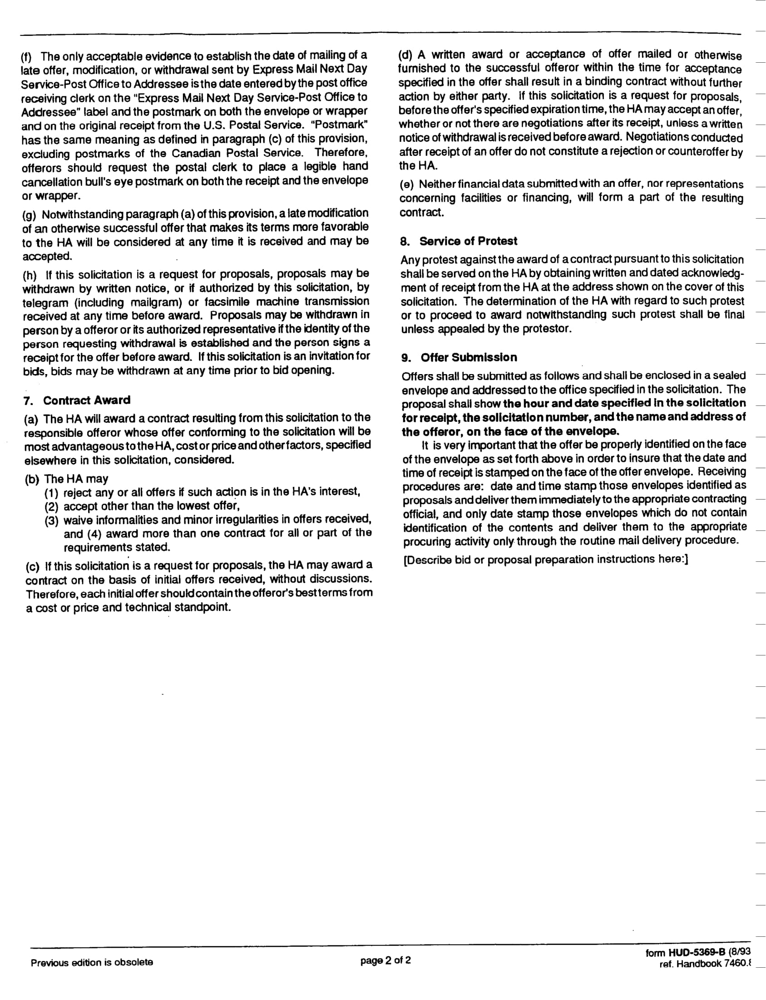 (f) The only acceptable evidence to establish the date of mailing of a
late offer, modification, or withdrawal sent by Express Mail Next Day
Service-Post Office to Addressee is the date entered by the post office
receiving clerk on the "Express Mail Next Day Service-Post Office to
Addressee" label and the postmark on both the envelope or wrapper
and on the original receipt from the U.S. Postal Service. "Postmark"
has the same meaning as defined in paragraph (c) of this provision,
excluding postmarks of the Canadian Postal Service. Therefore,
offerors should request the postal clerk to place a legible hand
cancellation bull's eye postmark on both the receipt and the envelope
or wrapper.
(g) Notwithstanding paragraph (a) of this provision, a late modification
of an otherwise successful offer that makes its terms more favorable
to the HA will be considered at any time it is received and may be
accepted.
(h) If this solicitation is a request for proposals, proposals may be
withdrawn by written notice, or if authorized by this solicitation, by
telegram (including mailgram) or facsimile machine transmission
received at any time before award. Proposals may be withdrawn in
person by a offeror or its authorized representative if the identity of the
person requesting withdrawal is established and the person signs a
receipt for the offer before award. If this solicitation is an invitation for
bids, bids may be withdrawn at any time prior to bid opening.
7. Contract Award
(a) The HA will award a contract resulting from this solicitation to the
responsible offeror whose offer conforming to the solicitation will be
most advantageous to the HA, cost or price and other factors, specified
elsewhere in this solicitation, considered.
(b) The HA may
(1) reject any or all offers if such action is in the HA's interest,
(2) accept other than the lowest offer,
(3) waive informalities and minor irregularities in offers received,
and (4) award more than one contract for all or part of the
requirements stated.
(c) If this solicitation is a request for proposals, the HA may award a
contract on the basis of initial offers received, without discussions.
Therefore, each initial offer should contain the offeror's best terms from
a cost or price and technical standpoint.
(d) A written award or acceptance of offer mailed or otherwise
furnished to the successful offeror within the time for acceptance
specified in the offer shall result in a binding contract without further
action by either party. If this solicitation is a request for proposals,
before the offer's specified expiration time, the HA may accept an offer,
whether or not there are negotiations after its receipt, unless a written
notice of withdrawal is received before award. Negotiations conducted
after receipt of an offer do not constitute a rejection or counteroffer by
the HA.
(e) Neither financial data submitted with an offer, nor representations
concerning facilities or financing, will form a part of the resulting
contract.
8. Service of Protest
Any protest against the award of a contract pursuant to this solicitation
shall be served on the HA by obtaining written and dated acknowledg-
ment of receipt from the HA at the address shown on the cover of this
solicitation. The determination of the HA with regard to such protest
or to proceed to award notwithstanding such protest shall be final
unless appealed by the protestor.
9. Offer Submission
Offers shall be submitted as follows and shall be enclosed in a sealed
envelope and addressed to the office specified in the solicitation. The
proposal shall show the hour and date specified in the solicitation
for receipt, the solicitation number, and the name and address of
the offeror, on the face of the envelope.
It is very important that the offer be properly identified on the face
of the envelope as set forth above in order to insure that the date and
time of receipt is stamped on the face of the offer envelope. Receiving
procedures are: date and time stamp those envelopes identified as
proposals and deliver them immediately to the appropriate contracting
official, and only date stamp those envelopes which do not contain
identification of the contents and deliver them to the appropriate
procuring activity only through the routine mail delivery procedure.
[Describe bid or proposal preparation instructions here:]
Previous edition is obsolete
page 2 of 2
form HUD-5369-B (8/93
ref. Handbook 7460.